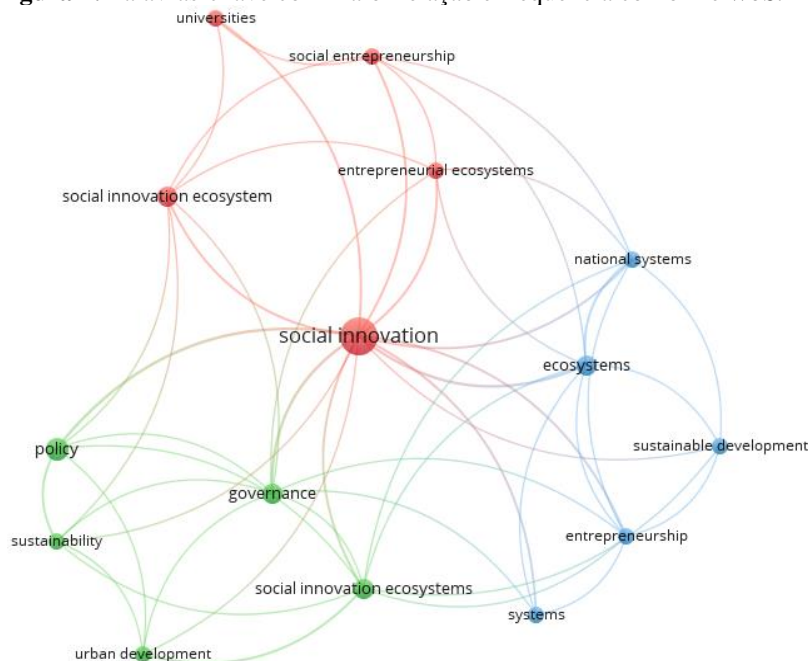 universities
social entrepreneurship
entrepreneurial ecosystems
social innovation ecosystem
national systems
social innovation
ecosystems
policy
sustainable development
governance
sustainability
entrepreneurship
social innovation ecosystems
systems
urban development